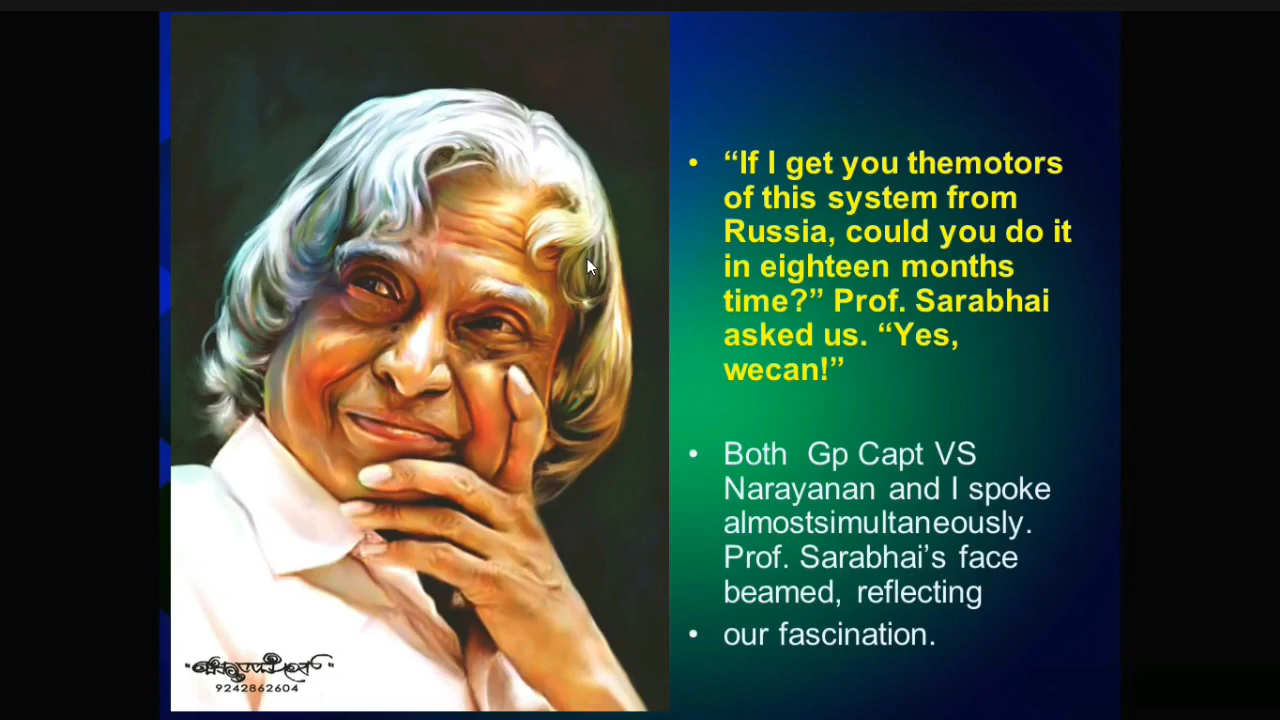 • “If I get you themotors
of this system from
Russia, could you do it
in eighteen months
time?” Prof. Sarabhai
asked us. “Yes,
wecan!”
• Both Gp Capt VS
Narayanan and I spoke
almostsimultaneously.
Prof. Sarabhai’s face
beamed, reflecting
• our fascination.
9242862604